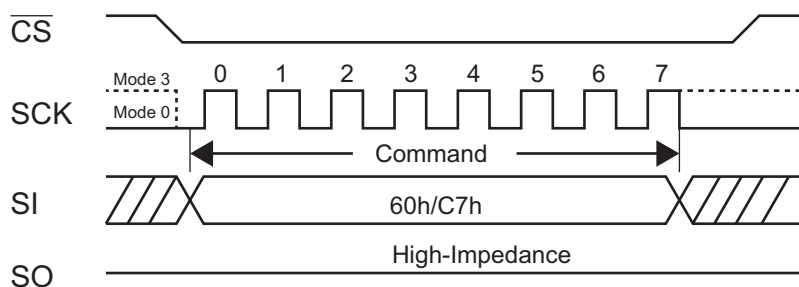 CS
Mode 3 0 1 2 3 4 5 6 7
SCK Mode 0
Command
SI 60h/C7h
High-Impedance
SO